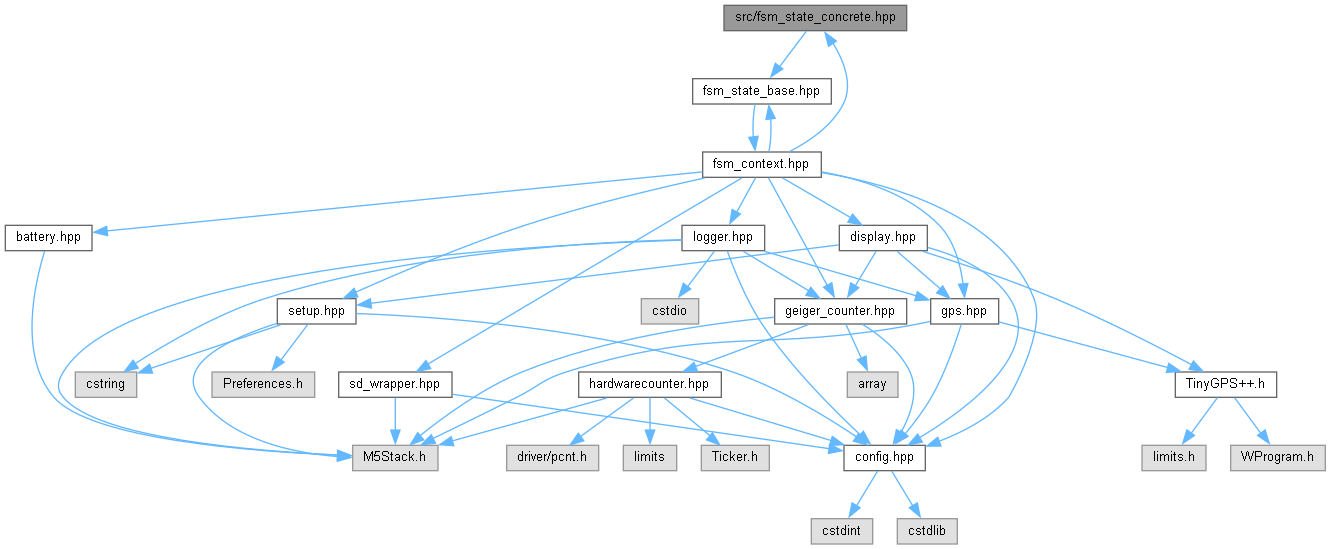 src/fsm_state_concrete.hpp
fsm_state_base.hpp
fsm_context.hpp
battery.hpp
logger.hpp
display.hpp
setup.hpp
cstdio
geiger_counter.hpp
gps.hpp
cstring
Preferences.h
sd_wrapper.hpp
hardwarecounter.hpp
array
TinyGPS++.h
M5Stack.h
driver/pcnt.h
limits
Ticker.h
config.hpp
limits.h
WProgram.h
cstdint
cstdlib